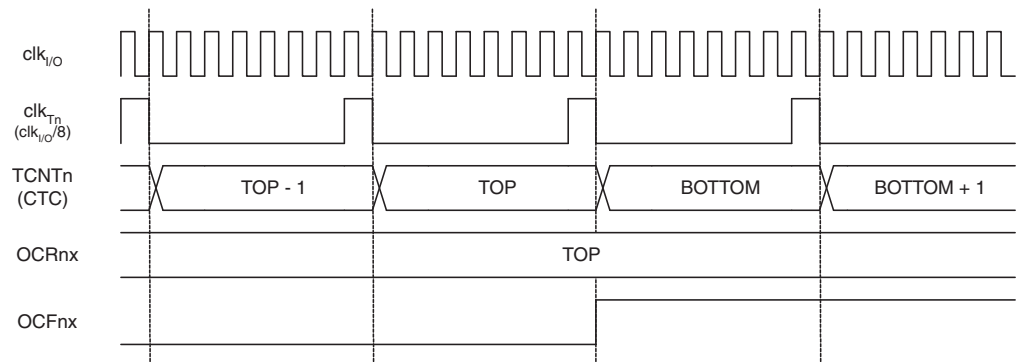 clkI/O
clkTn
(clkI/O/8)
TCNTn
(CTC)
TOP - 1
TOP
BOTTOM
BOTTOM + 1
OCRnx
TOP
OCFnx